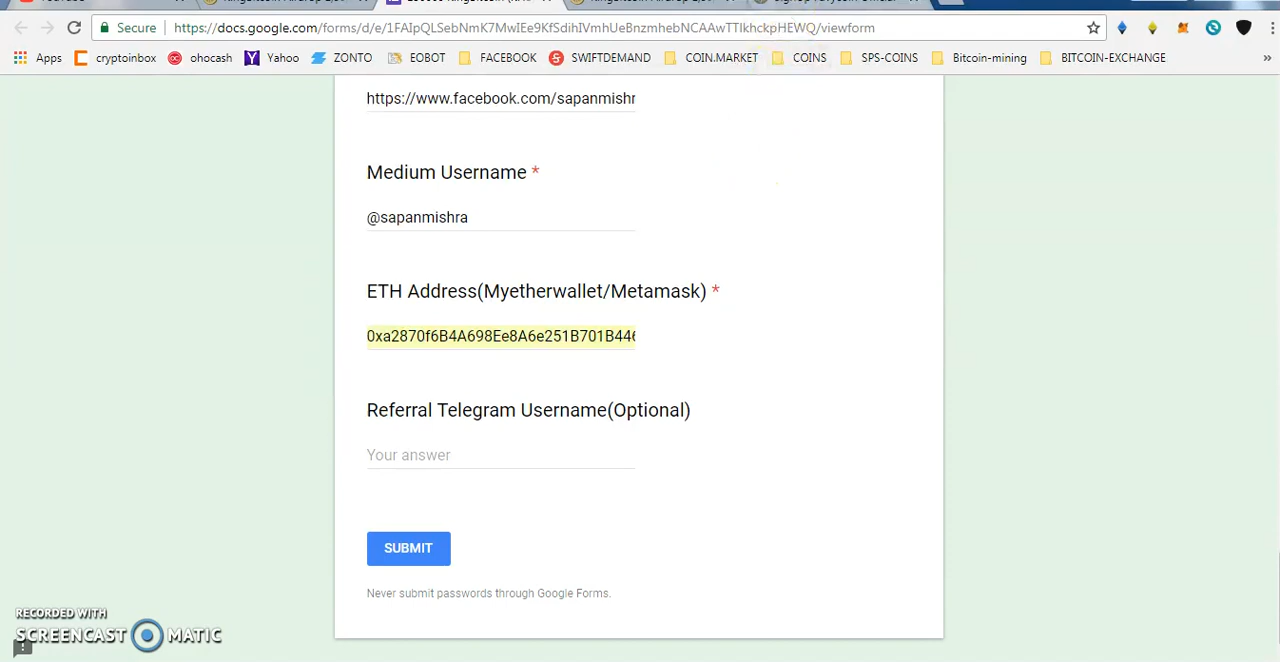 Secure
https://docs.google.com/forms/d/e/1FAIpQLSebNmK7MwIEe9KfSdihIVmhUeBnzmhebNCAAwTTIkhckpHEWQ/viewform
Apps cryptoinbox ohocash Yahoo ZONTO EOBOT FACEBOOK SWIFTDEMAND COIN.MARKET COINS SPS-COINS Bitcoin-mining BITCOIN-EXCHANGE »
https://www.facebook.com/sapanmishr
Medium Username *
@sapanmishra
ETH Address(Myetherwallet/Metamask) *
0xa2870f6B4A698Ee8A6e251B701B446
Referral Telegram Username(Optional)
Your answer
SUBMIT
Never submit passwords through Google Forms.
RECORDED WITH
SCREENCAST MATIC